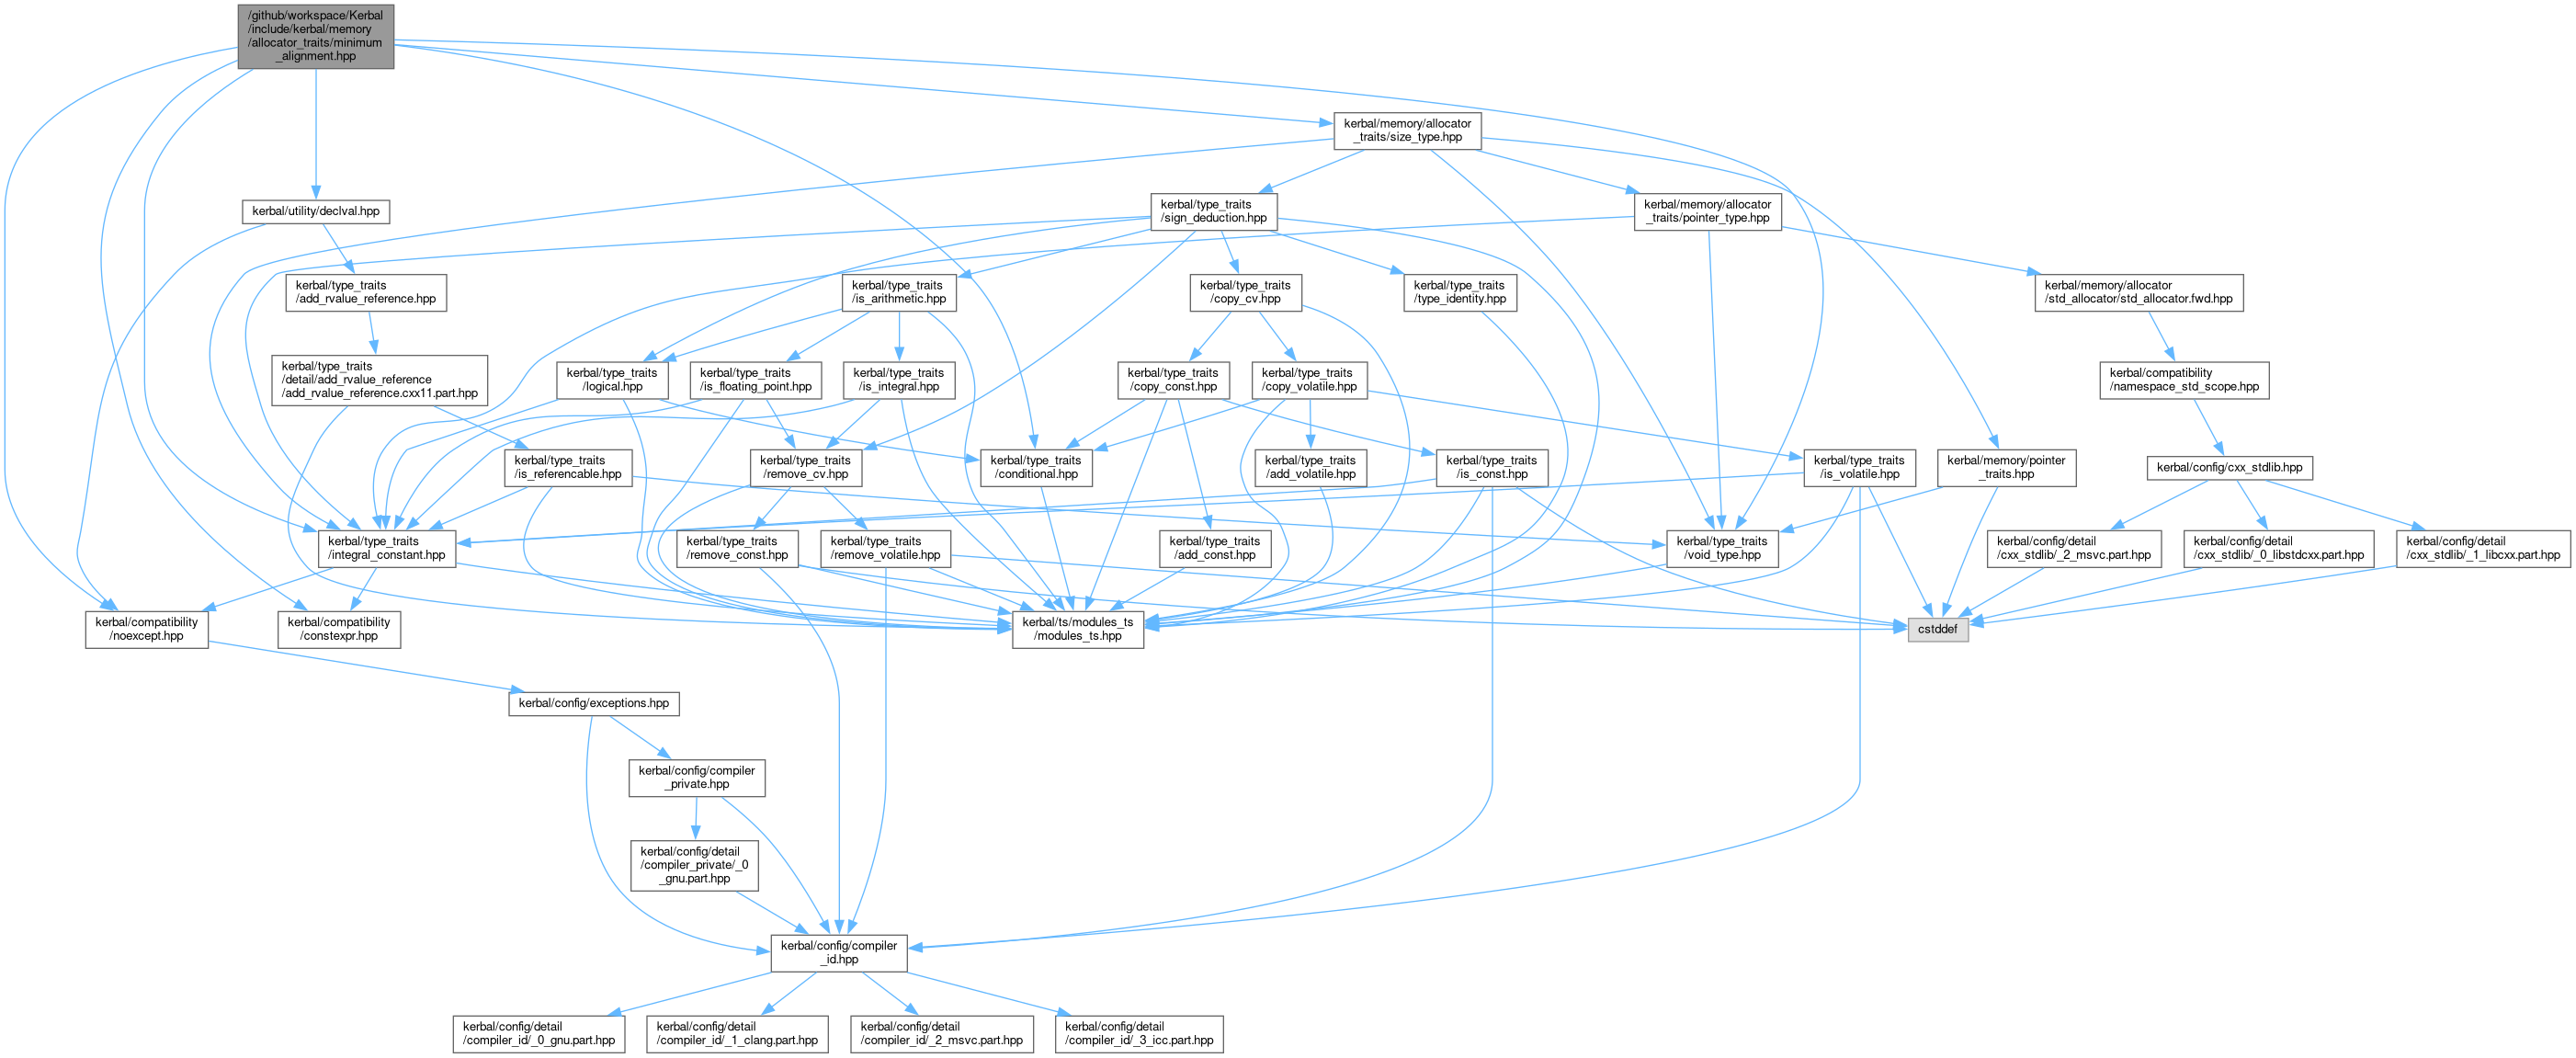 /github/workspace/Kerbal
/include/kerbal/memory
/allocator_traits/minimum
_alignment.hpp
kerbal/memory/allocator
_traits/size_type.hpp
kerbal/utility/declval.hpp
kerbal/type_traits
/sign_deduction.hpp
kerbal/memory/allocator
_traits/pointer_type.hpp
kerbal/type_traits
/add_rvalue_reference.hpp
kerbal/type_traits
/is_arithmetic.hpp
kerbal/type_traits
/copy_cv.hpp
kerbal/type_traits
/type_identity.hpp
kerbal/memory/allocator
/std_allocator/std_allocator.fwd.hpp
kerbal/type_traits
/detail/add_rvalue_reference
/add_rvalue_reference.cxx11.part.hpp
kerbal/type_traits
/logical.hpp
kerbal/type_traits
/is_floating_point.hpp
kerbal/type_traits
/is_integral.hpp
kerbal/type_traits
/copy_const.hpp
kerbal/type_traits
/copy_volatile.hpp
kerbal/compatibility
/namespace_std_scope.hpp
kerbal/type_traits
/is_referencable.hpp
kerbal/type_traits
/remove_cv.hpp
kerbal/type_traits
/conditional.hpp
kerbal/type_traits
/add_volatile.hpp
kerbal/type_traits
/is_const.hpp
kerbal/type_traits
/is_volatile.hpp
kerbal/memory/pointer
_traits.hpp
kerbal/config/cxx_stdlib.hpp
kerbal/type_traits
/integral_constant.hpp
kerbal/type_traits
/remove_const.hpp
kerbal/type_traits
/remove_volatile.hpp
kerbal/type_traits
/add_const.hpp
kerbal/type_traits
/void_type.hpp
kerbal/config/detail
/cxx_stdlib/_2_msvc.part.hpp
kerbal/config/detail
/cxx_stdlib/_0_libstdcxx.part.hpp
kerbal/config/detail
/cxx_stdlib/_1_libcxx.part.hpp
kerbal/compatibility
/noexcept.hpp
kerbal/compatibility
/constexpr.hpp
kerbal/ts/modules_ts
/modules_ts.hpp
cstddef
kerbal/config/exceptions.hpp
kerbal/config/compiler
_private.hpp
kerbal/config/detail
/compiler_private/_0
_gnu.part.hpp
kerbal/config/compiler
_id.hpp
kerbal/config/detail
/compiler_id/_0_gnu.part.hpp
kerbal/config/detail
/compiler_id/_1_clang.part.hpp
kerbal/config/detail
/compiler_id/_2_msvc.part.hpp
kerbal/config/detail
/compiler_id/_3_icc.part.hpp